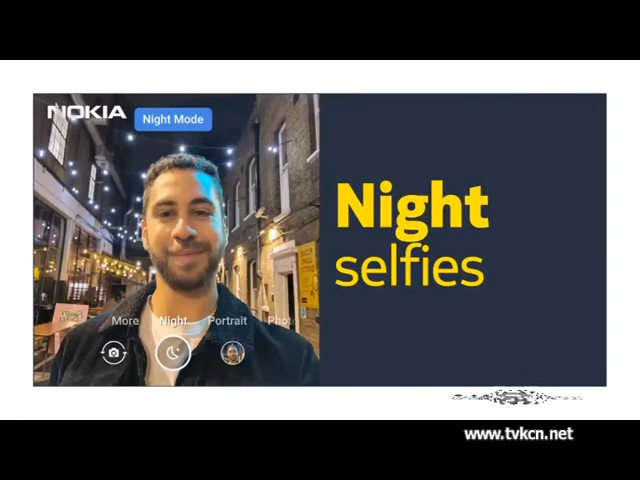 NOKIA
Night Mode
Night
selfies
More Night Portrait Photo
www.tvkcn.net